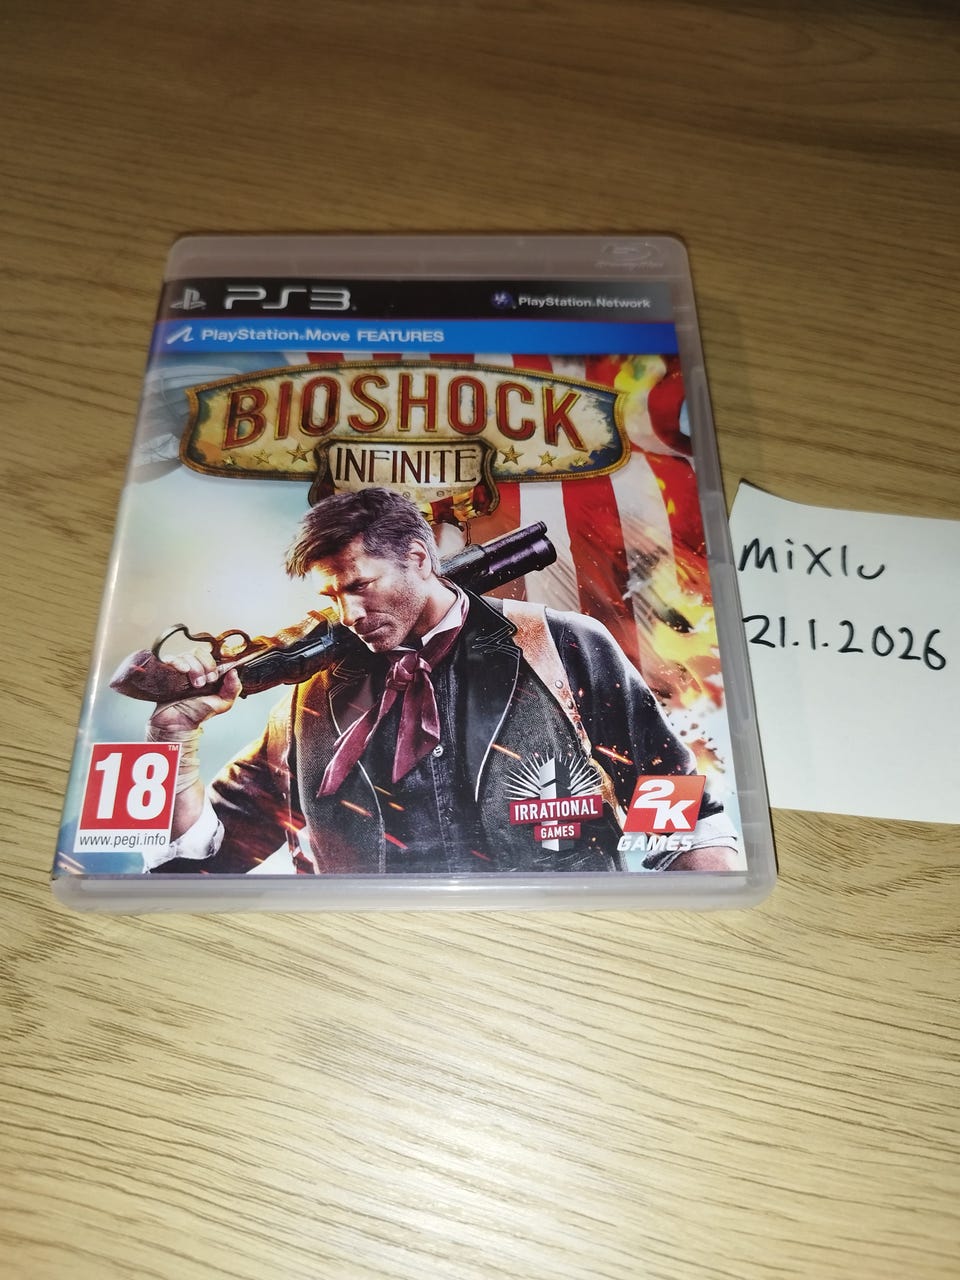 PS3
PlayStation®Network
PlayStation®Move FEATURES
BIOSHOCK
INFINITE
18™
www.pegi.info
IRRATIONAL
GAMES
2K
GAMES
mixlu
21.1.2026